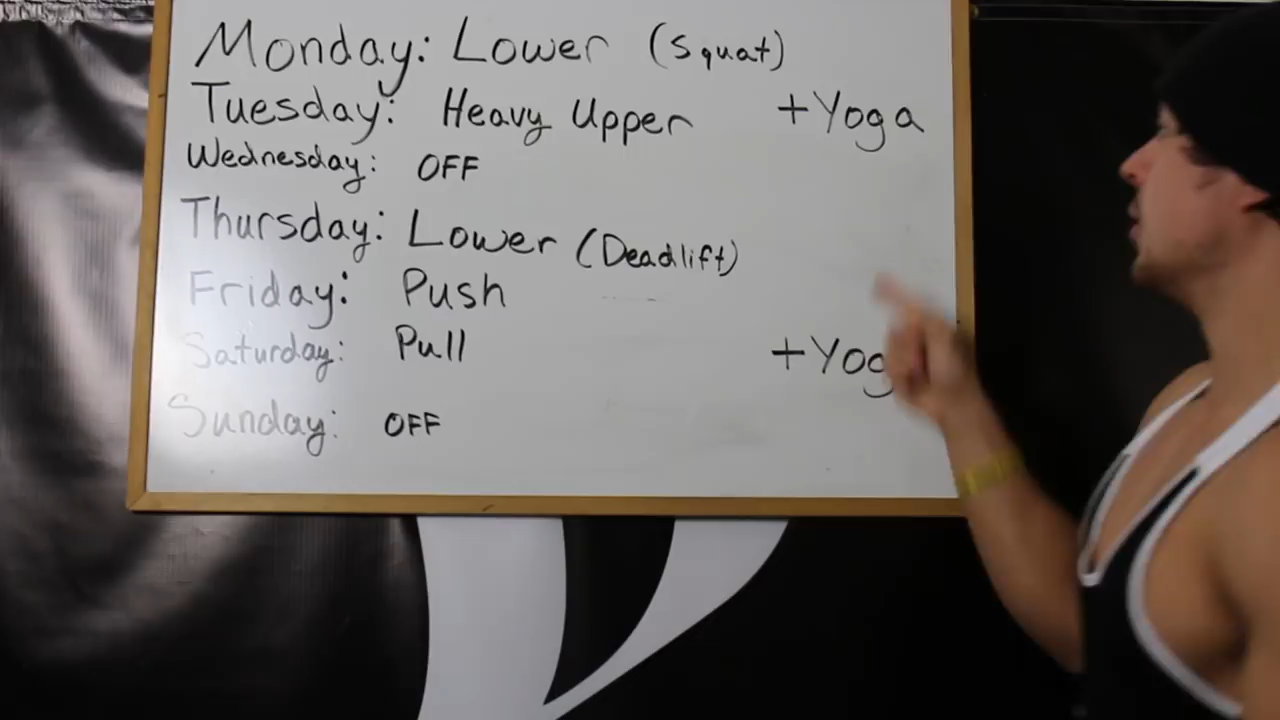 Monday: Lower (Squat)
Tuesday: Heavy Upper +Yoga
Wednesday: OFF
Thursday: Lower (Deadlift)
Friday: Push
Saturday: Pull
Sunday: OFF